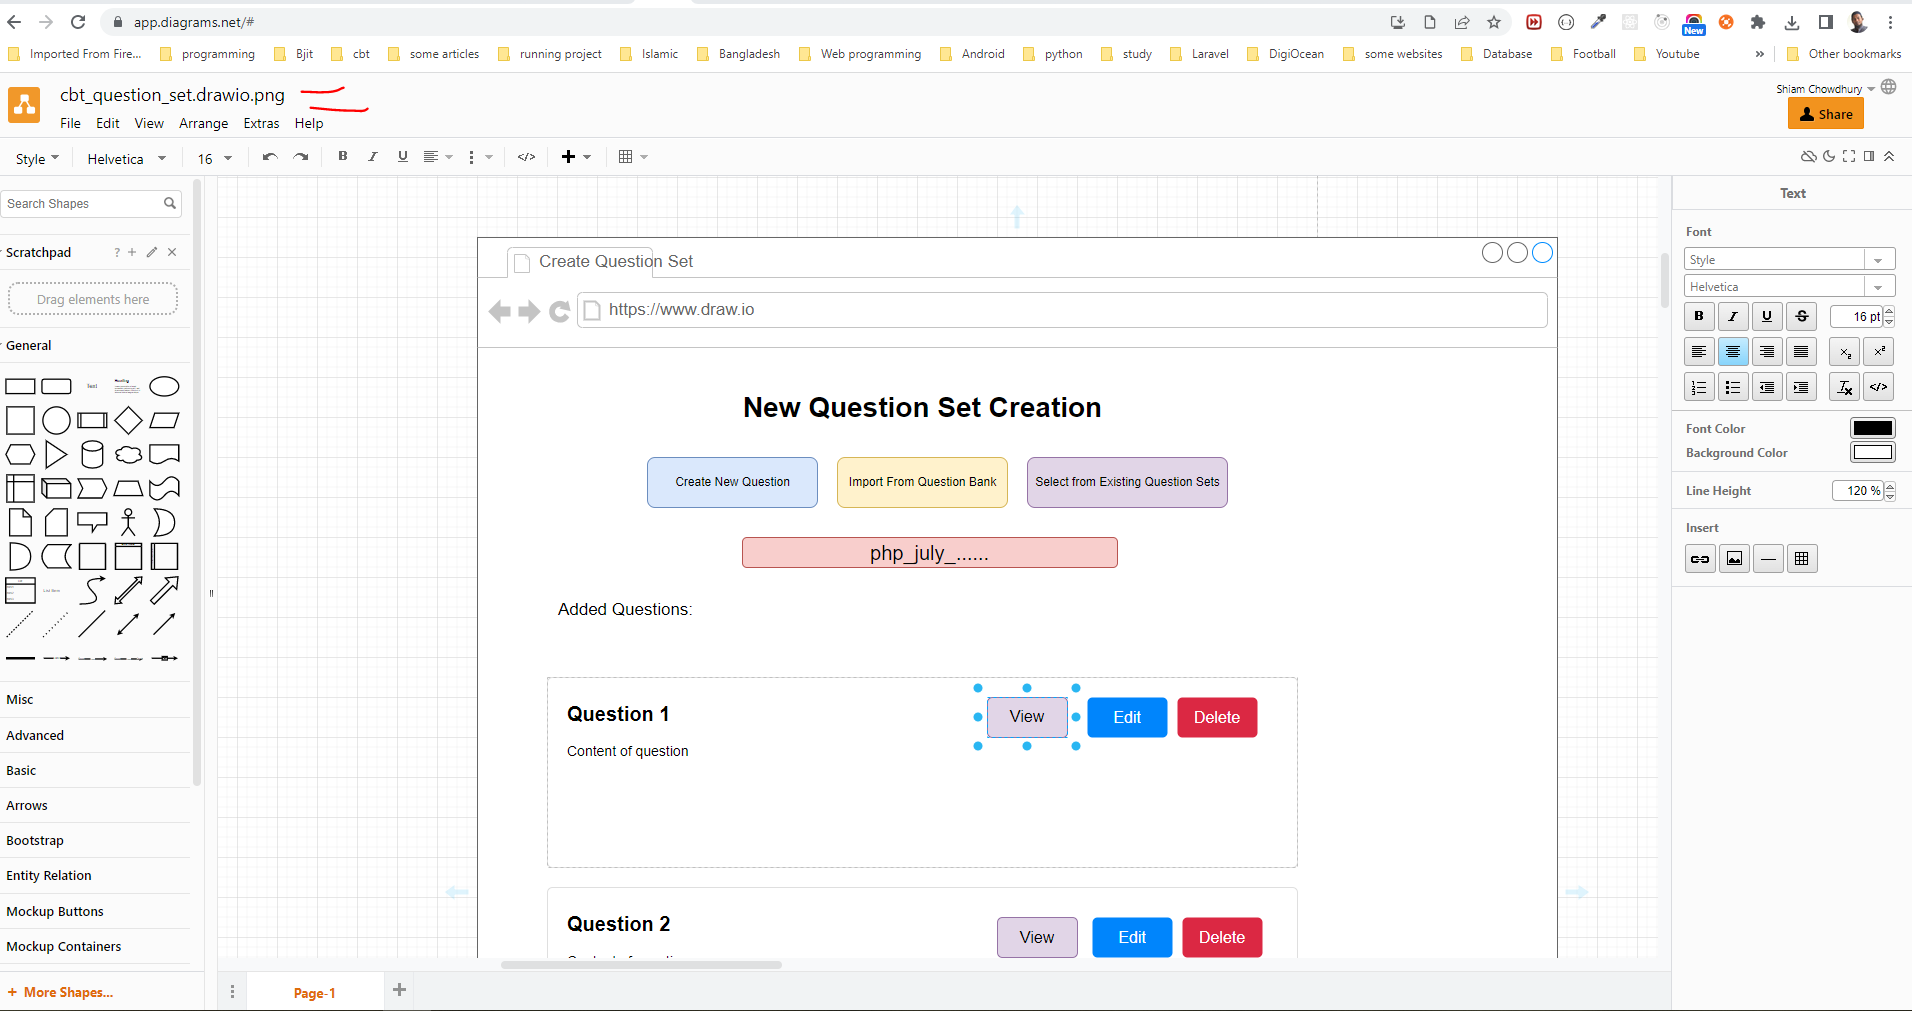 app.diagrams.net/#
New
Imported From Fire... programming Bjit cbt some articles running project Islamic Bangladesh Web programming Android python study Laravel DigiOcean some websites Database Football Youtube » Other bookmarks
cbt_question_set.drawio.png
Shiam Chowdhury
File Edit View Arrange Extras Help
Share
Style Helvetica 16 B I U </>
Search Shapes
Scratchpad ? + ×
Drag elements here
General
Text
Heading
List Item
Misc
Advanced
Basic
Arrows
Bootstrap
Entity Relation
Mockup Buttons
Mockup Containers
+ More Shapes...
Create Question Set
https://www.draw.io
New Question Set Creation
Create New Question Import From Question Bank Select from Existing Question Sets
php_july_......
Added Questions:
Question 1 View Edit Delete
Content of question
Question 2 View Edit Delete
Page-1 +
Text
Font
Style
Helvetica
B I U S 16 pt
Font Color
Background Color
Line Height 120 %
Insert